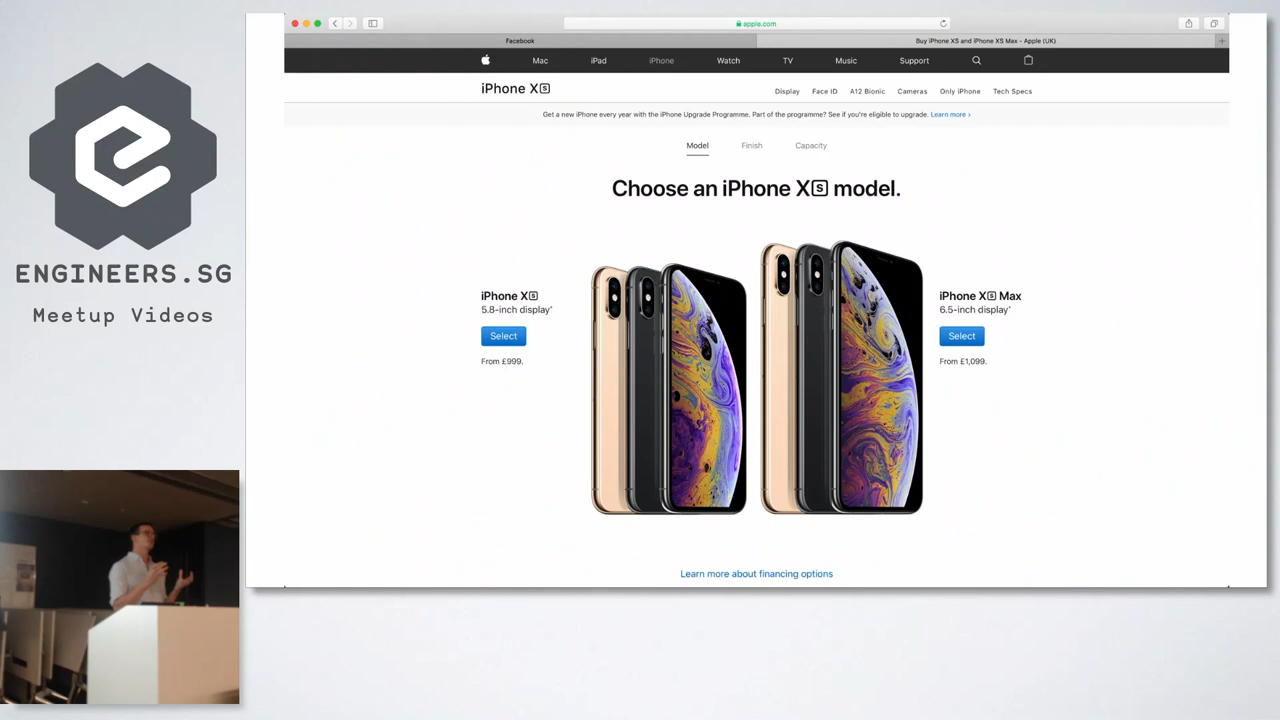 ENGINEERS.SG
Meetup Videos
apple.com
Facebook
Buy iPhone XS and iPhone XS Max - Apple (UK)
Mac iPad iPhone Watch TV Music Support
iPhone XS
Display Face ID A12 Bionic Cameras Only iPhone Tech Specs
Get a new iPhone every year with the iPhone Upgrade Programme. Part of the programme? See if you're eligible to upgrade. Learn more >
Model Finish Capacity
Choose an iPhone XS model.
iPhone XS
5.8-inch display*
Select
From £999.
iPhone XS Max
6.5-inch display*
Select
From £1,099.
Learn more about financing options